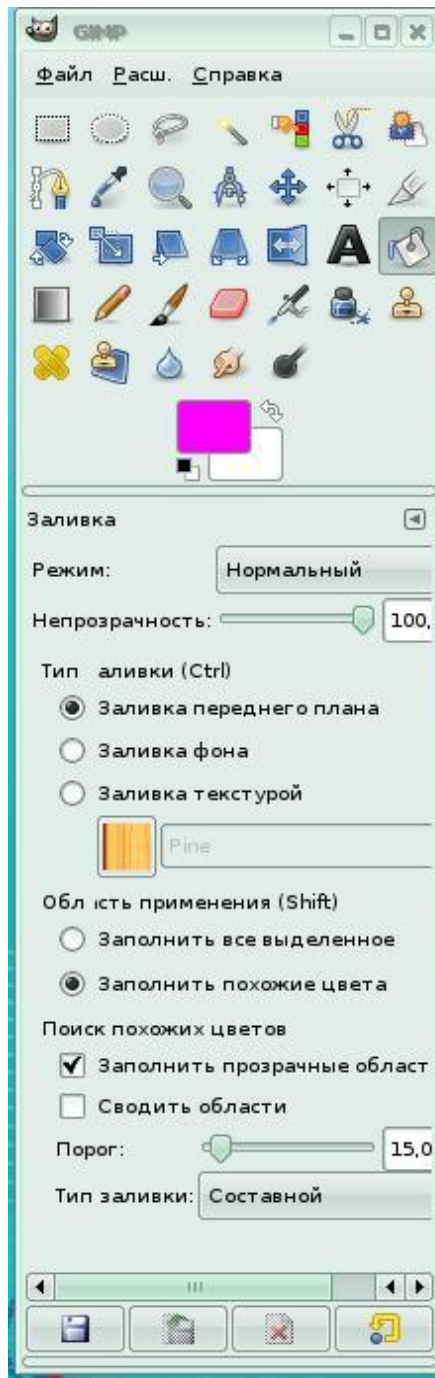 GIMP
Файл Расш. Справка
Заливка
Режим: Нормальный
Непрозрачность: 100,
Тип аливки (Ctrl)
Заливка переднего плана
Заливка фона
Заливка текстурой
Pine
Обл сть применения (Shift)
Заполнить все выделенное
Заполнить похожие цвета
Поиск похожих цветов
Заполнить прозрачные област
Сводить области
Порог: 15,0
Тип заливки: Составной